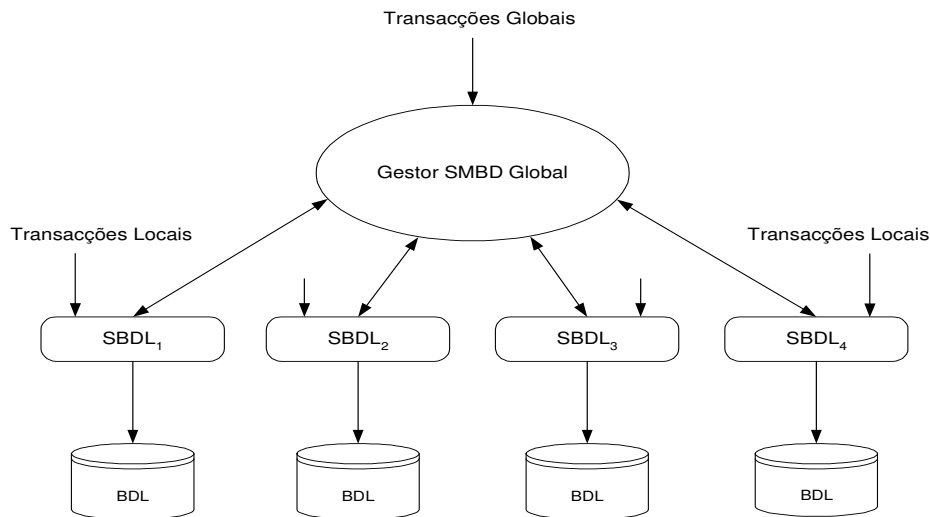 Transacções Globais
Gestor SMBD Global
Transacções Locais
Transacções Locais
SBDL1
SBDL2
SBDL3
SBDL4
BDL
BDL
BDL
BDL